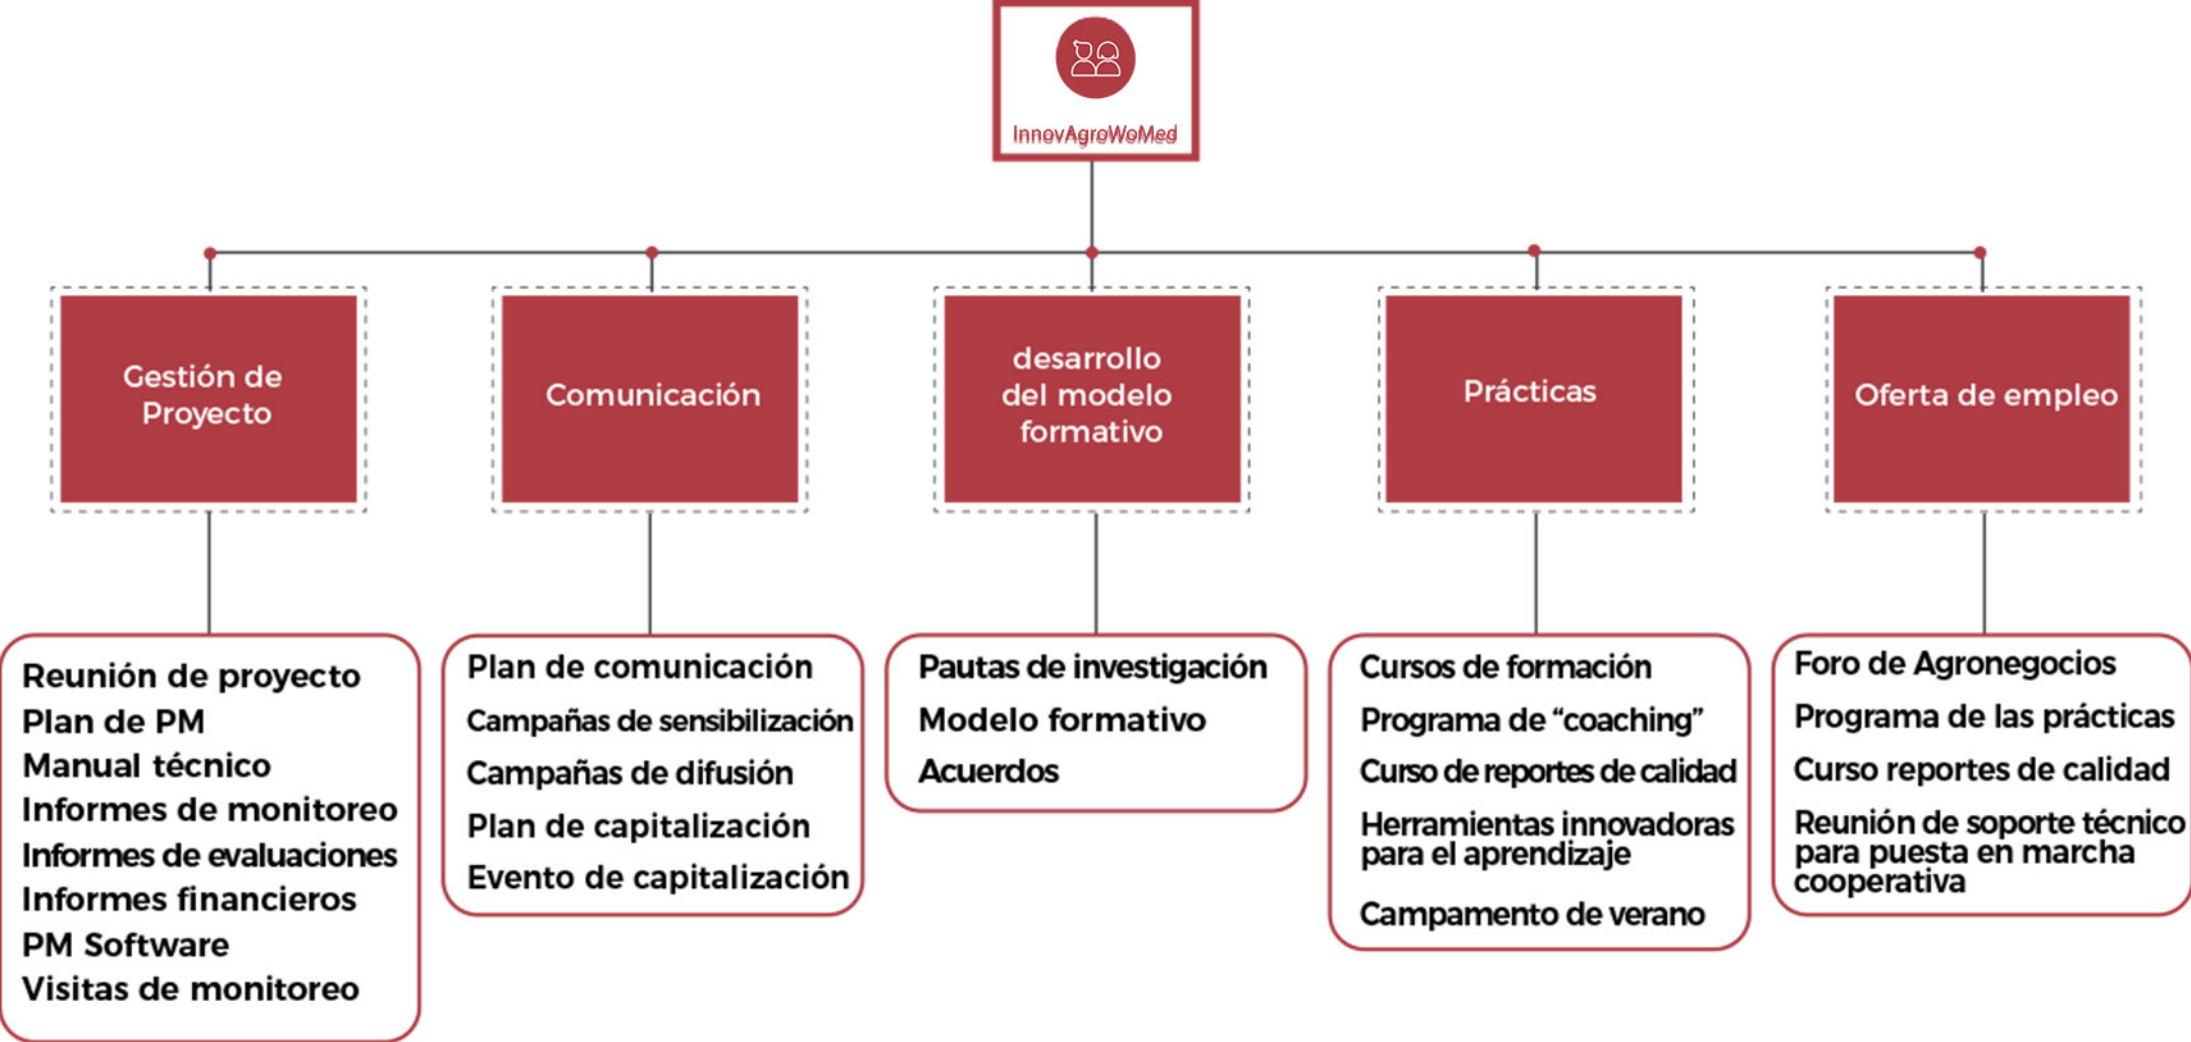 InnovAgroWoMed
Gestión de
Proyecto
Comunicación
desarrollo
del modelo
formativo
Prácticas
Oferta de empleo
Reunión de proyecto
Plan de PM
Manual técnico
Informes de monitoreo
Informes de evaluaciones
Informes financieros
PM Software
Visitas de monitoreo
Plan de comunicación
Campañas de sensibilización
Campañas de difusión
Plan de capitalización
Evento de capitalización
Pautas de investigación
Modelo formativo
Acuerdos
Cursos de formación
Programa de “coaching”
Curso de reportes de calidad
Herramientas innovadoras
para el aprendizaje
Campamento de verano
Foro de Agronegocios
Programa de las prácticas
Curso reportes de calidad
Reunión de soporte técnico
para puesta en marcha
cooperativa